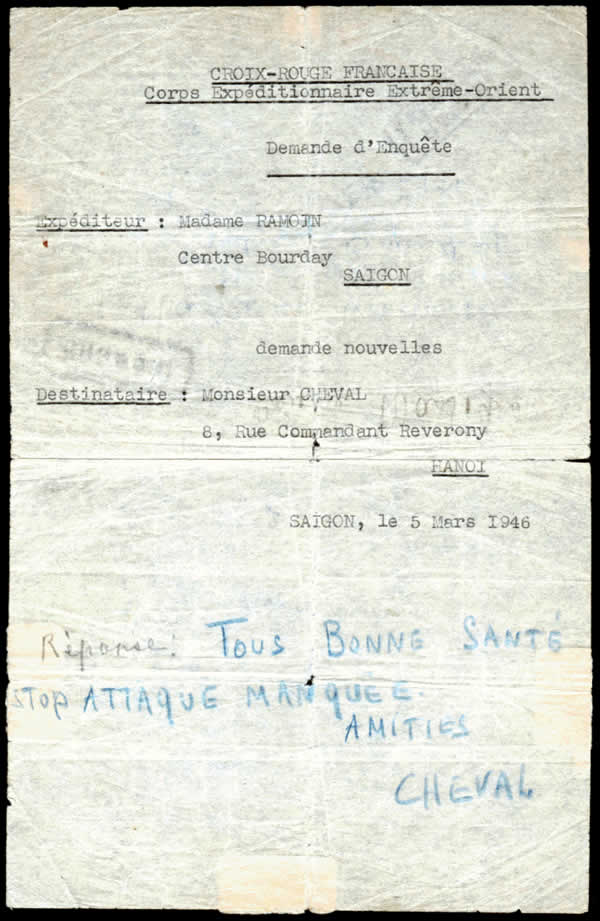 CROIX-ROUGE FRANCAISE
Corps Expéditionnaire Extrême-Orient
Demande d'Enquête
Expéditeur : Madame RAMOIN
Centre Bourday
SAIGON
demande nouvelles
Destinataire : Monsieur CHEVAL
8, Rue Commandant Reverony
HANOI
SAÏGON, le 5 Mars 1946
Réponse: TOUS BONNE SANTÉ
STOP ATTAQUE MANQUÉE.
AMITIES
CHEVAL